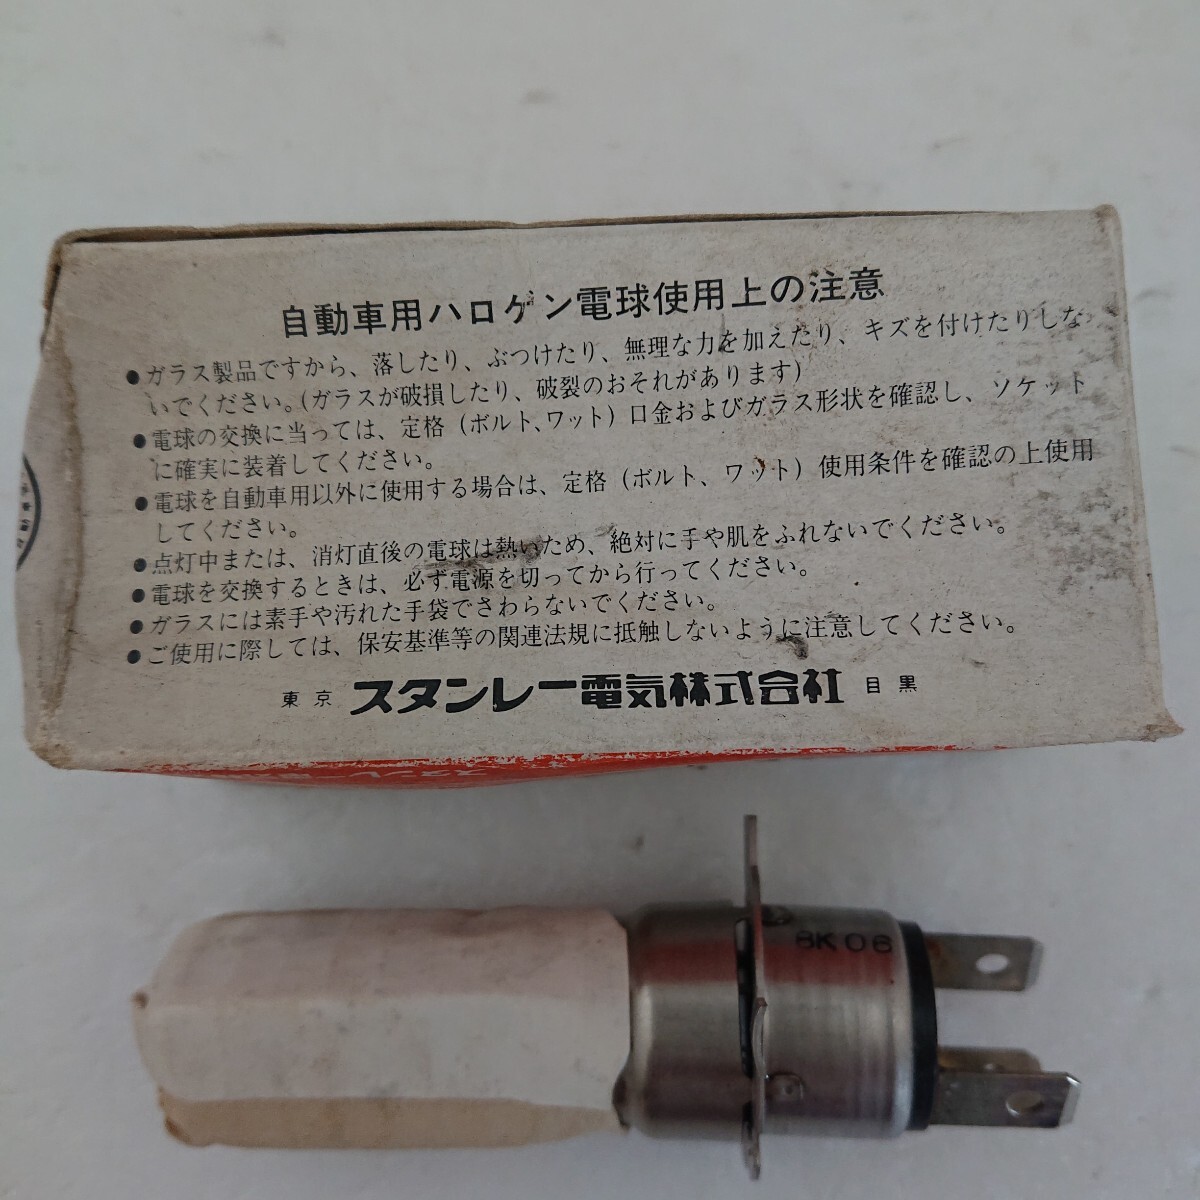 自動車用ハロゲン電球使用上の注意
●ガラス製品ですから、落したり、ぶつけたり、無理な力を加えたり、キズを付けたりしな
いでください。(ガラスが破損したり、破裂のおそれがあります)
●電球の交換に当っては、定格(ボルト、ワット)口金およびガラス形状を確認し、ソケット
に確実に装着してください。
●電球を自動車用以外に使用する場合は、定格(ボルト、ワット)使用条件を確認の上使用
してください。
●点灯中または、消灯直後の電球は熱いため、絶対に手や肌をふれないでください。
●電球を交換するときは、必ず電源を切ってから行ってください。
●ガラスには素手や汚れた手袋でさわらないでください。
●ご使用に際しては、保安基準等の関連法規に抵触しないように注意してください。
東京 スタンレー電気株式会社 目黒
スタンレー
8K06